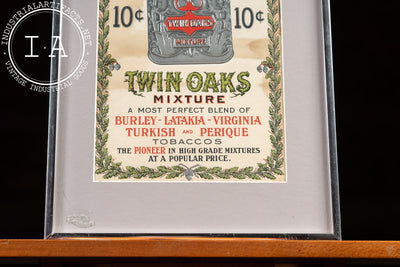 10¢ 10¢
TWIN OAKS
MIXTURE
TWIN OAKS
MIXTURE
A MOST PERFECT BLEND OF
BURLEY - LATAKIA - VIRGINIA
TURKISH AND PERIQUE
TOBACCOS
THE PIONEER IN HIGH GRADE MIXTURES
AT A POPULAR PRICE.
INDUSTRIALARTIFACTS.NET
I A
VINTAGE INDUSTRIAL GOODS